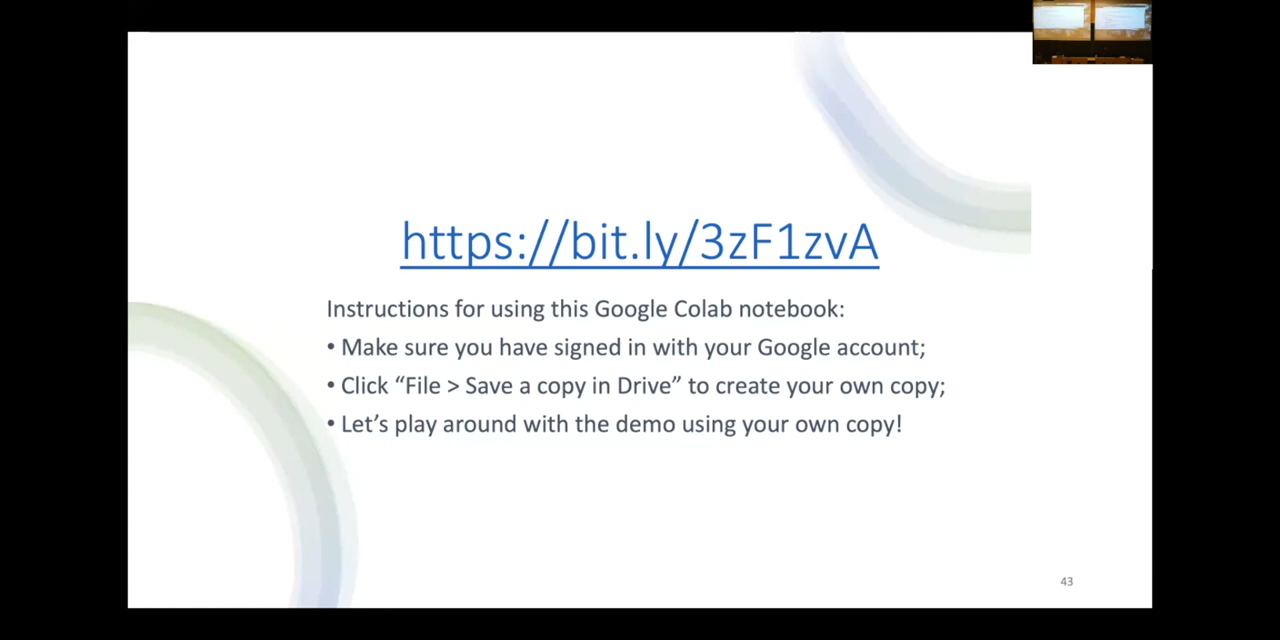 https://bit.ly/3zF1zvA
Instructions for using this Google Colab notebook:
• Make sure you have signed in with your Google account;
• Click “File > Save a copy in Drive” to create your own copy;
• Let’s play around with the demo using your own copy!
43